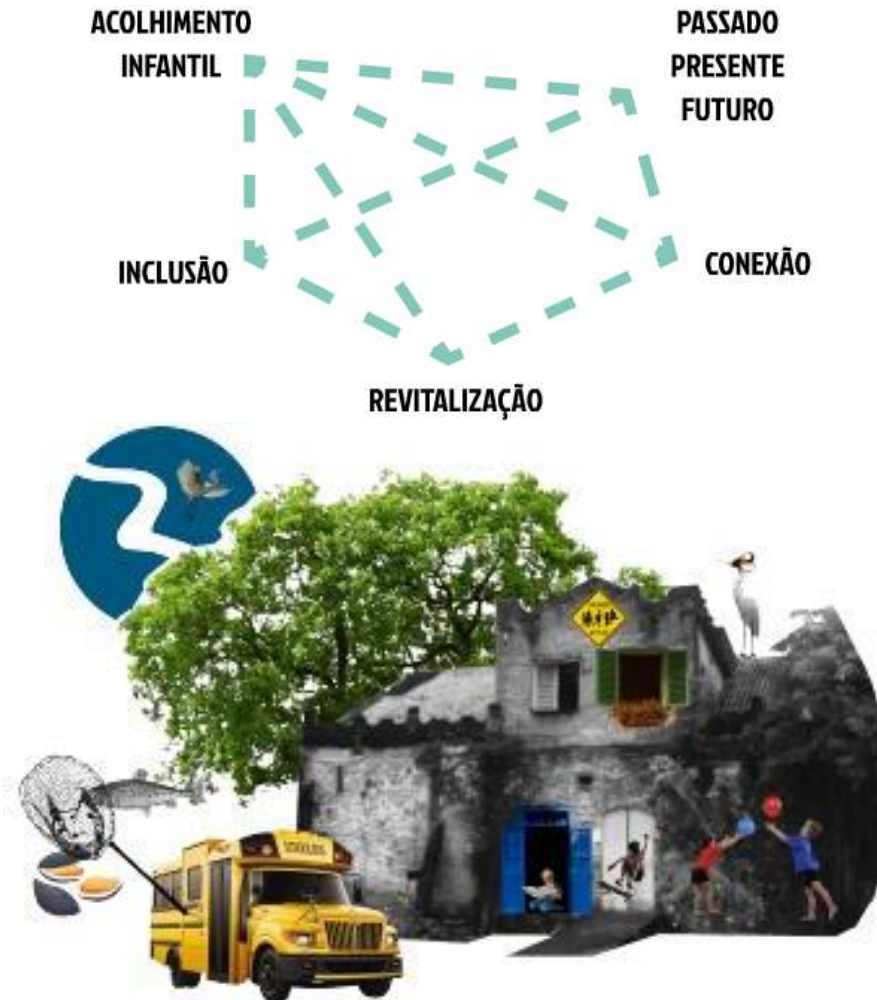 ACOLHIMENTO
INFANTIL
PASSADO
PRESENTE
FUTURO
INCLUSÃO
CONEXÃO
REVITALIZAÇÃO